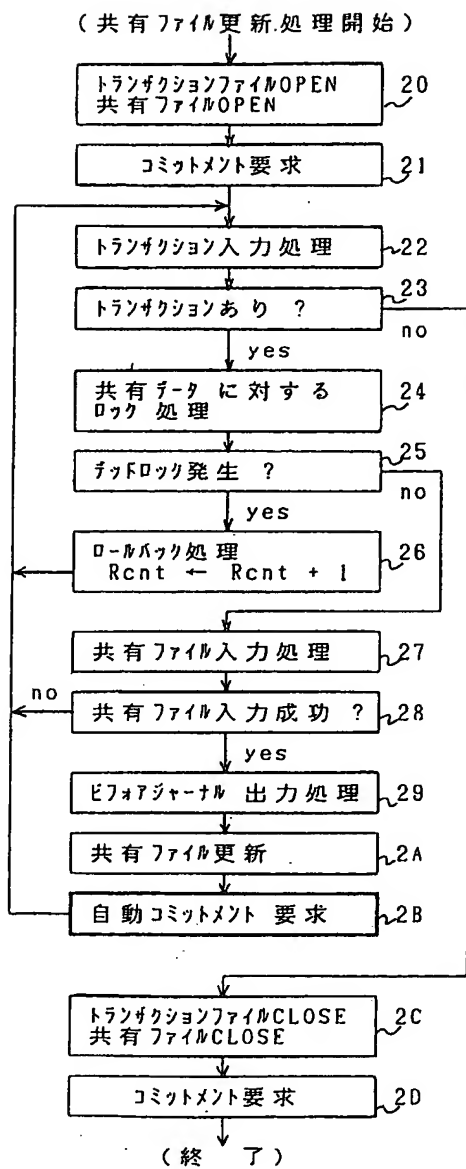 (共有ファイル更新処理開始)
トランザクションファイルOPEN
共有ファイルOPEN
20
コミットメント要求
21
トランザクション入力処理
22
トランザクションあり ?
23
no
yes
共有データに対する
ロック処理
24
デッドロック発生 ?
25
no
yes
ロールバック処理
Rcnt ← Rcnt + 1
26
共有ファイル入力処理
27
no
共有ファイル入力成功 ?
28
yes
ビフォアジャーナル 出力処理
29
共有ファイル更新
2A
自動コミットメント 要求
2B
トランザクションファイルCLOSE
共有ファイルCLOSE
2C
コミットメント要求
2D
(終 了)